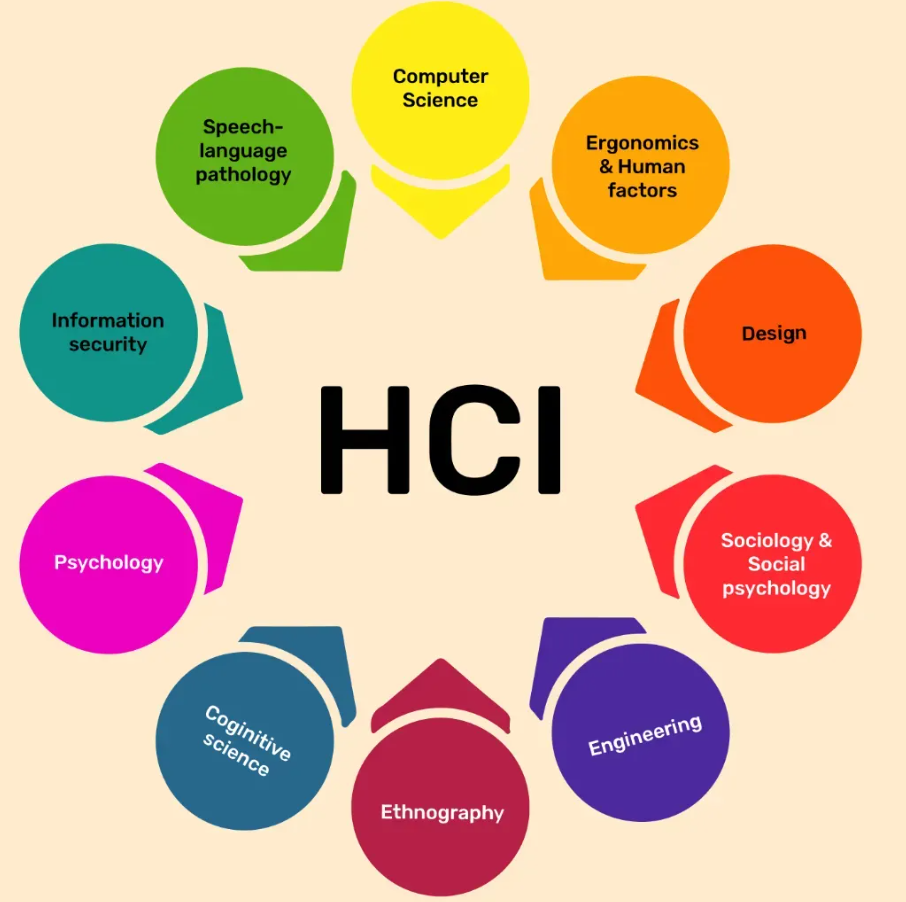 Computer
Science
Ergonomics
& Human
factors
Design
Sociology &
Social
psychology
Engineering
Ethnography
Coginitive
science
Psychology
Information
security
Speech-
language
pathology
HCI